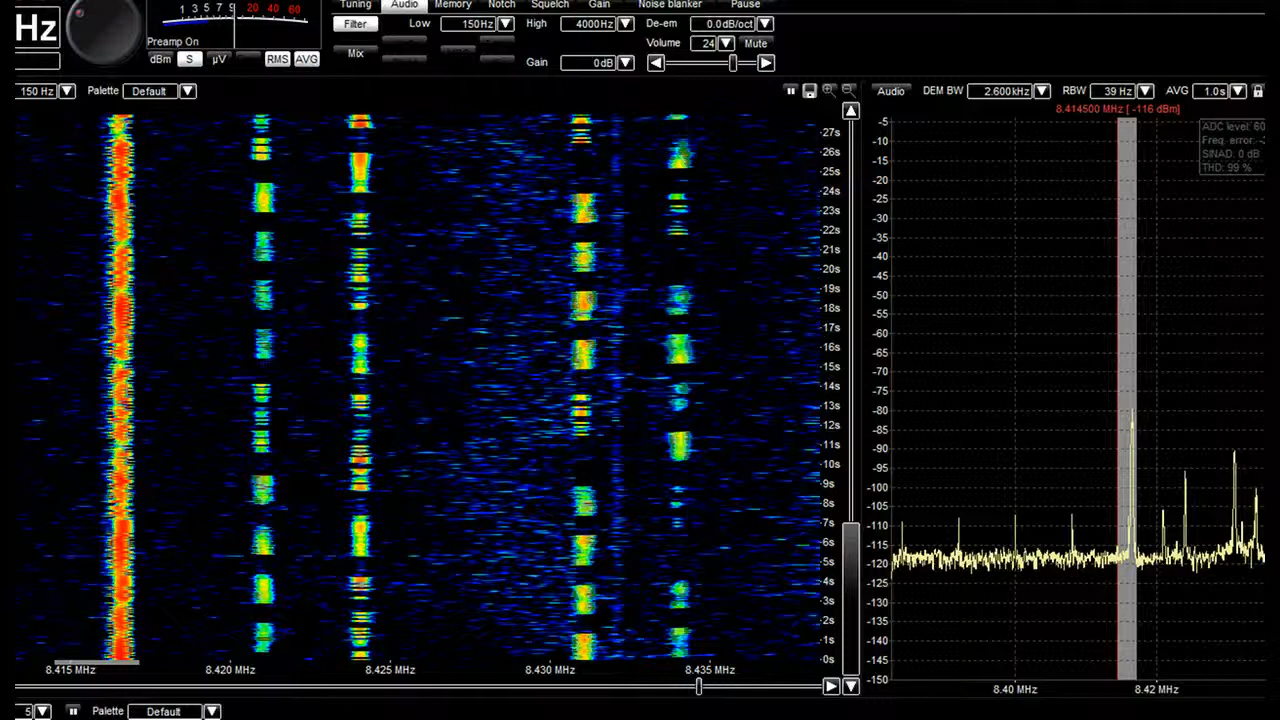 Tuning Audio Memory Notch Squelch Gain Noise blanker Pause
Hz
1 3 5 7 9 20 40 60
Preamp On
dBm S µV RMS AVG
Filter Low 150Hz High 4000Hz De-em 0.0dB/oct
Mix Volume 24 Mute
Gain 0dB
150 Hz Palette Default
Audio DEM BW 2.600kHz RBW 39 Hz AVG 1.0s
8.414500 MHz [ -116 dBm]
ADC level: 60
Freq. error: -
SINAD: 0 dB
THD: 99 %
27s
26s
25s
24s
23s
22s
21s
20s
19s
18s
17s
16s
15s
14s
13s
12s
11s
10s
9s
8s
7s
6s
5s
4s
3s
2s
1s
0s
-5
-10
-15
-20
-25
-30
-35
-40
-45
-50
-55
-60
-65
-70
-75
-80
-85
-90
-95
-100
-105
-110
-115
-120
-125
-130
-135
-140
-145
-150
8.415 MHz 8.420 MHz 8.425 MHz 8.430 MHz 8.435 MHz
8.40 MHz 8.42 MHz
5 Palette Default